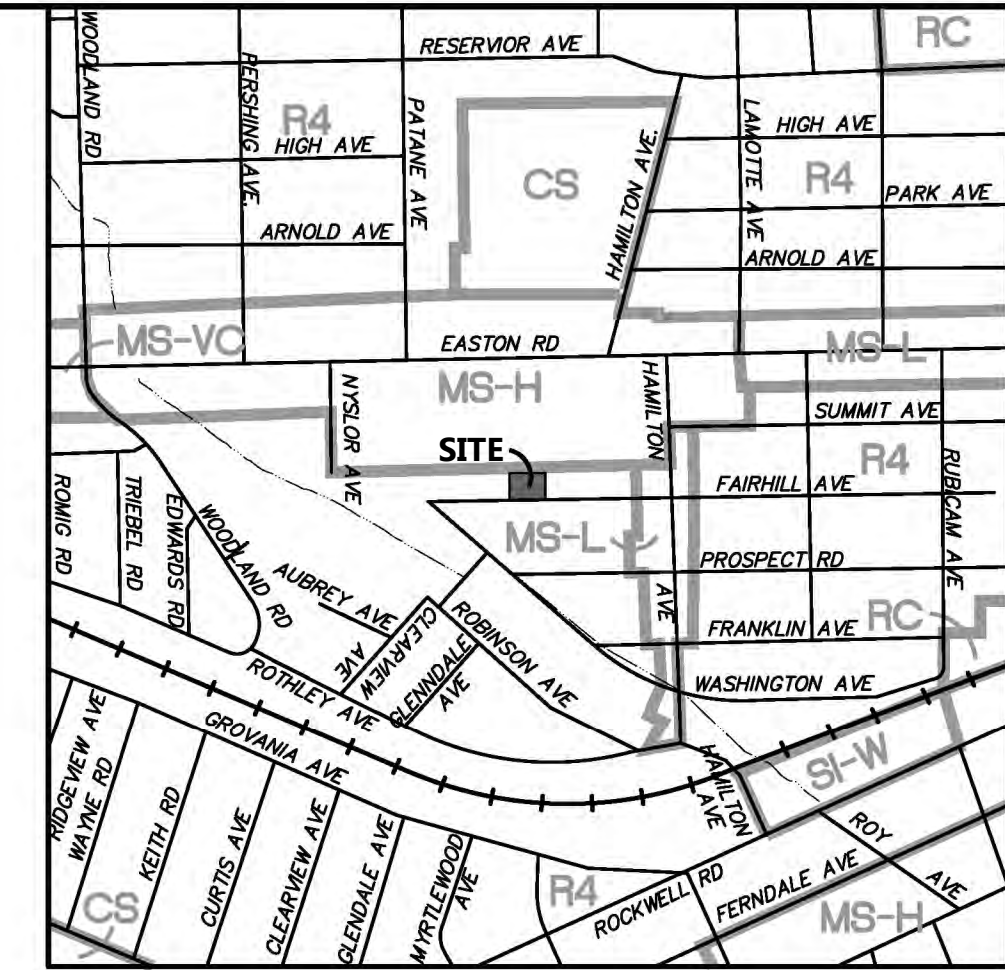 RC
RESERVIOR AVE
WOODLAND RD
PERSHING AVE.
R4
HIGH AVE
PATANE AVE
CS
HAMILTON AVE.
LAMOTTE AVE
HIGH AVE
R4
PARK AVE
ARNOLD AVE
ARNOLD AVE
MS-VC
EASTON RD
MS-L
MS-H
NYSLOR AVE
HAMILTON
AVE
SUMMIT AVE
SITE
R4
RUBICAM AVE
FAIRHILL AVE
MS-L
PROSPECT RD
ROMIG RD
TRIEBEL RD
EDWARDS RD
WOODLAND RD
AUBREY AVE
CLEARVIEW
AVE
GLENNDALE
AVE
ROBINSON AVE
RC
FRANKLIN AVE
WASHINGTON AVE
ROTHLEY AVE
GROVANIA AVE
HAMILTON
AVE
SI-W
RIDGEVIEW AVE
WAYNE RD
KEITH RD
CURTIS AVE
CLEARVIEW AVE
GLENDALE AVE
MYRTLEWOOD
AVE
R4
ROCKWELL RD
ROY
AVE
FERNDALE AVE
CS
MS-H